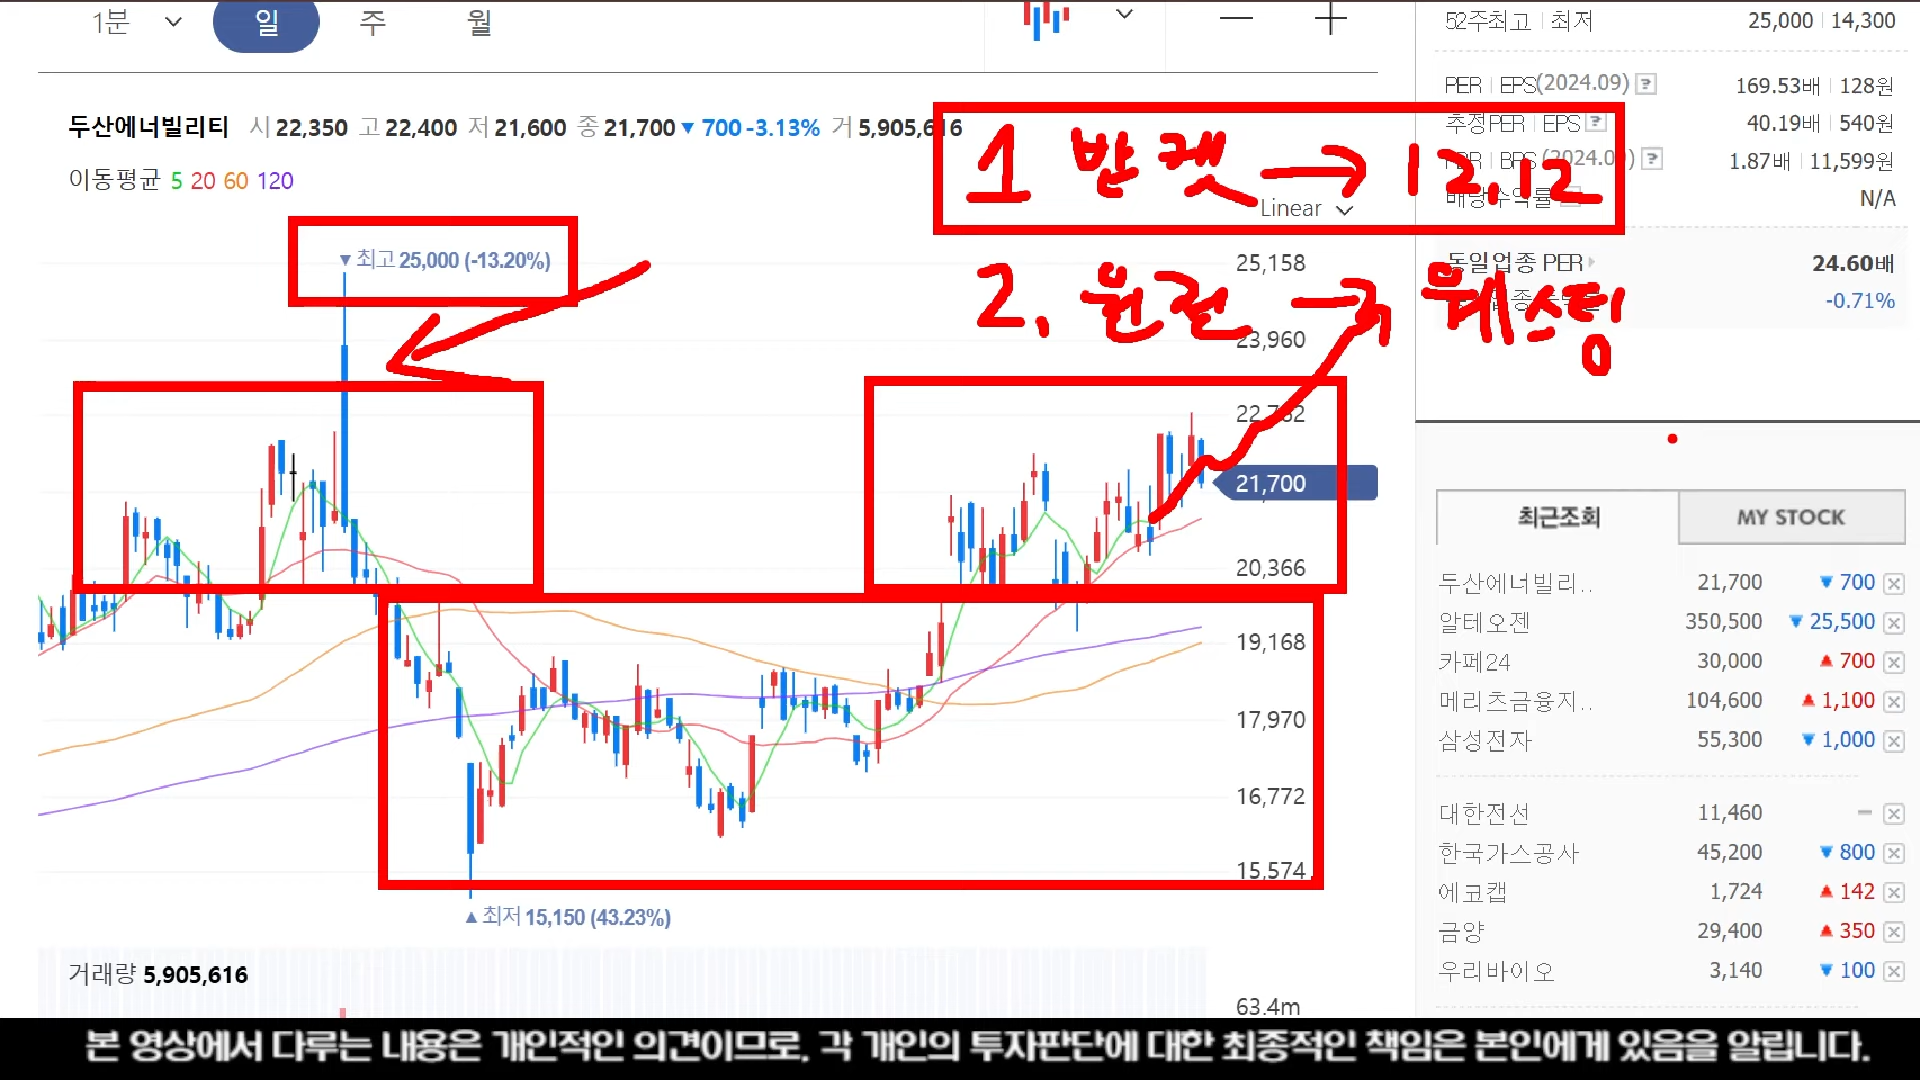 1분 일 주 월
52주최고 | 최저 25,000 | 14,300
PER | EPS(2024.09) ? 169.53배 | 128원
추정PER | EPS ? 40.19배 | 540원
PBR | BPS (2024.09) ? 1.87배 | 11,599원
배당수익률 N/A
동일업종 PER 24.60배
-0.71%
두산에너빌리티 시 22,350 고 22,400 저 21,600 종 21,700 ▼ 700 -3.13% 거 5,905,616
이동평균 5 20 60 120
1 밥캣 → 12.12
Linear
2. 원전 → 웨스팅
▼ 최고 25,000 (-13.20%)
25,158
23,960
22,762
21,700
20,366
19,168
17,970
16,772
15,574
▲ 최저 15,150 (43.23%)
거래량 5,905,616
63.4m
최근조회 MY STOCK
두산에너빌리.. 21,700 ▼ 700
알테오젠 350,500 ▼ 25,500
카페24 30,000 ▲ 700
메리츠금융지.. 104,600 ▲ 1,100
삼성전자 55,300 ▼ 1,000
대한전선 11,460 -
한국가스공사 45,200 ▼ 800
에코캡 1,724 ▲ 142
금양 29,400 ▲ 350
우리바이오 3,140 ▼ 100
본 영상에서 다루는 내용은 개인적인 의견이므로, 각 개인의 투자판단에 대한 최종적인 책임은 본인에게 있음을 알립니다.